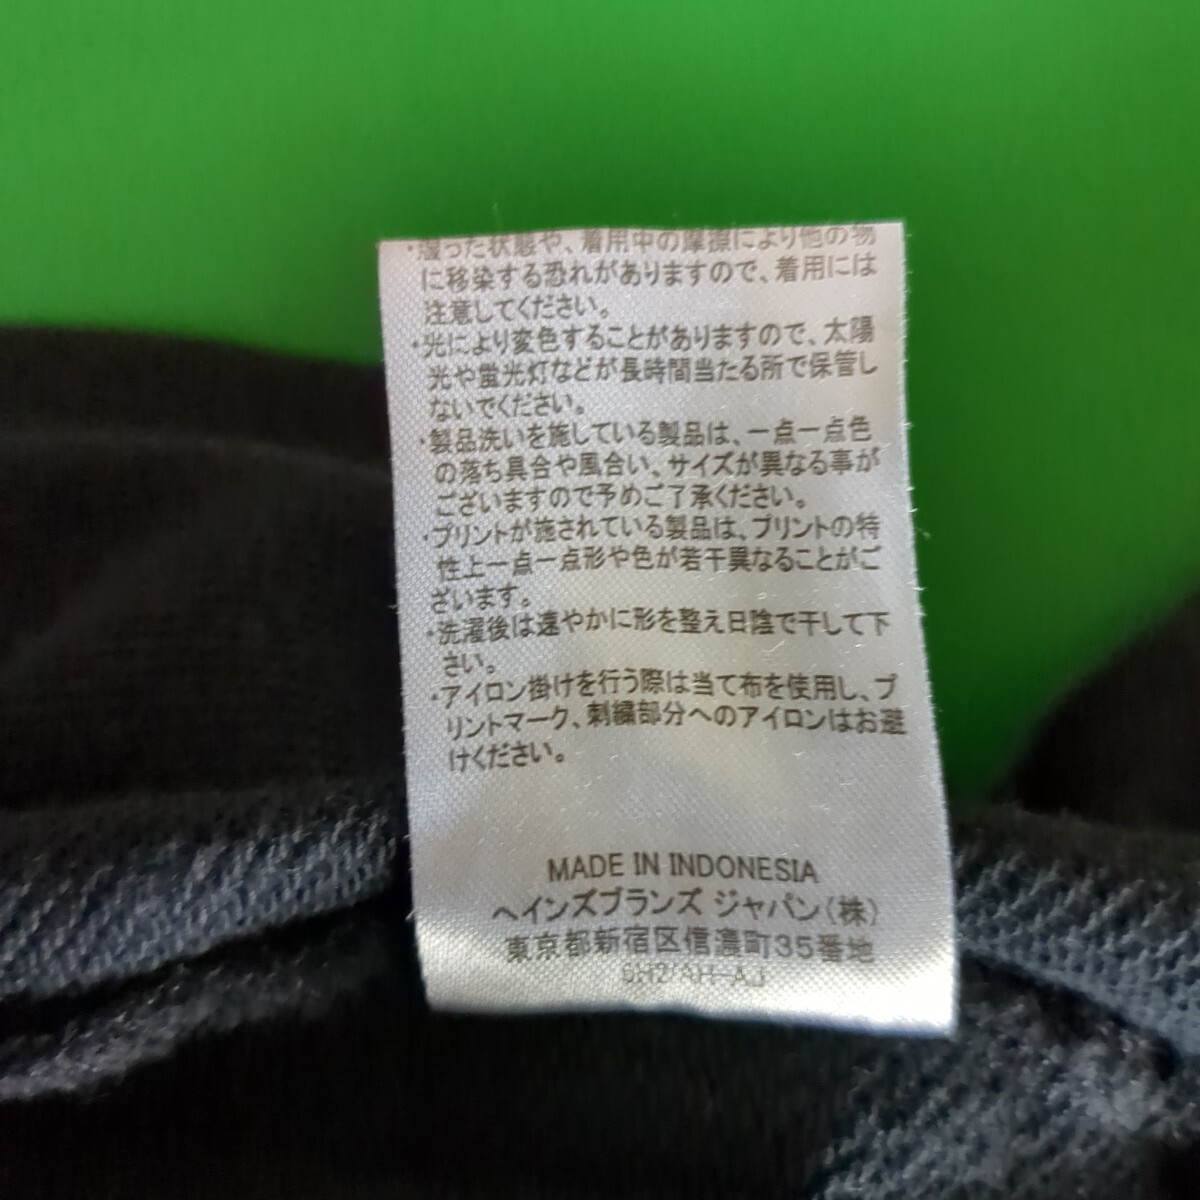 ・湿った状態や、着用中の摩擦により他の物
に移染する恐れがありますので、着用には
注意してください。
・光により変色することがありますので、太陽
光や蛍光灯などが長時間当たる所で保管し
ないでください。
・製品洗いを施している製品は、一点一点色
の落ち具合や風合い、サイズが異なる事が
ございますので予めご了承ください。
・プリントが施されている製品は、プリントの特
性上一点一点形や色が若干異なることがご
ざいます。
・洗濯後は速やかに形を整え日陰で干して下
さい。
・アイロン掛けを行う際は当て布を使用し、プ
リントマーク、刺繍部分へのアイロンはお避
けください。
MADE IN INDONESIA
ヘインズブランズ ジャパン(株)
東京都新宿区信濃町35番地